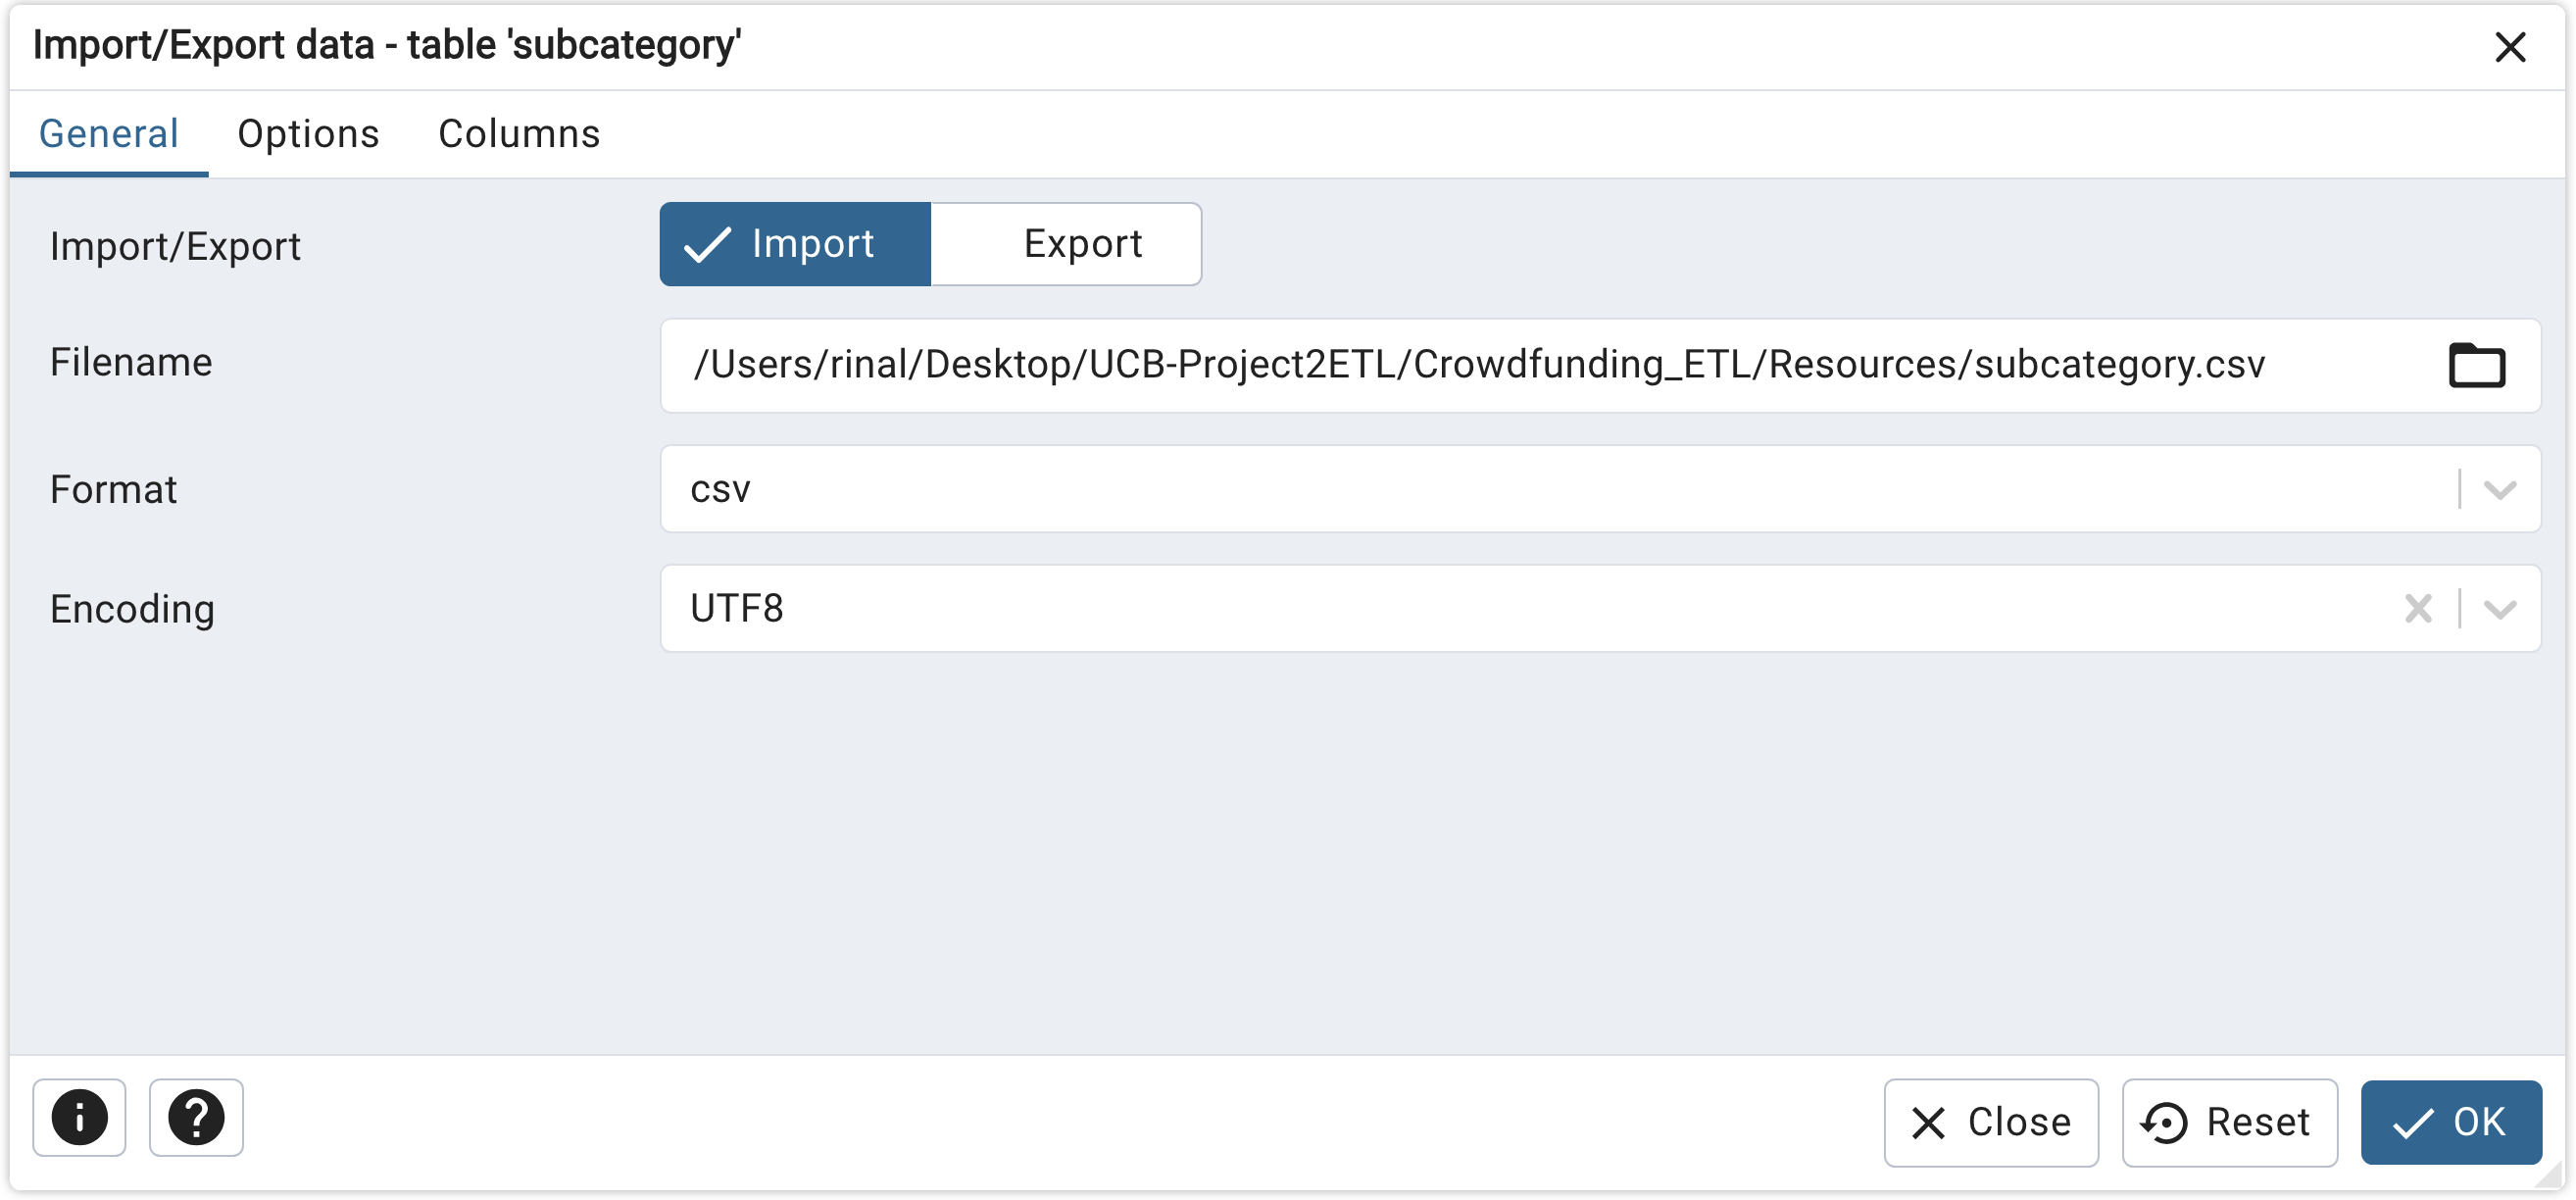 Import/Export data - table 'subcategory'
General Options Columns
Import/Export Import Export
Filename /Users/rinal/Desktop/UCB-Project2ETL/Crowdfunding_ETL/Resources/subcategory.csv
Format csv
Encoding UTF8
Close Reset OK